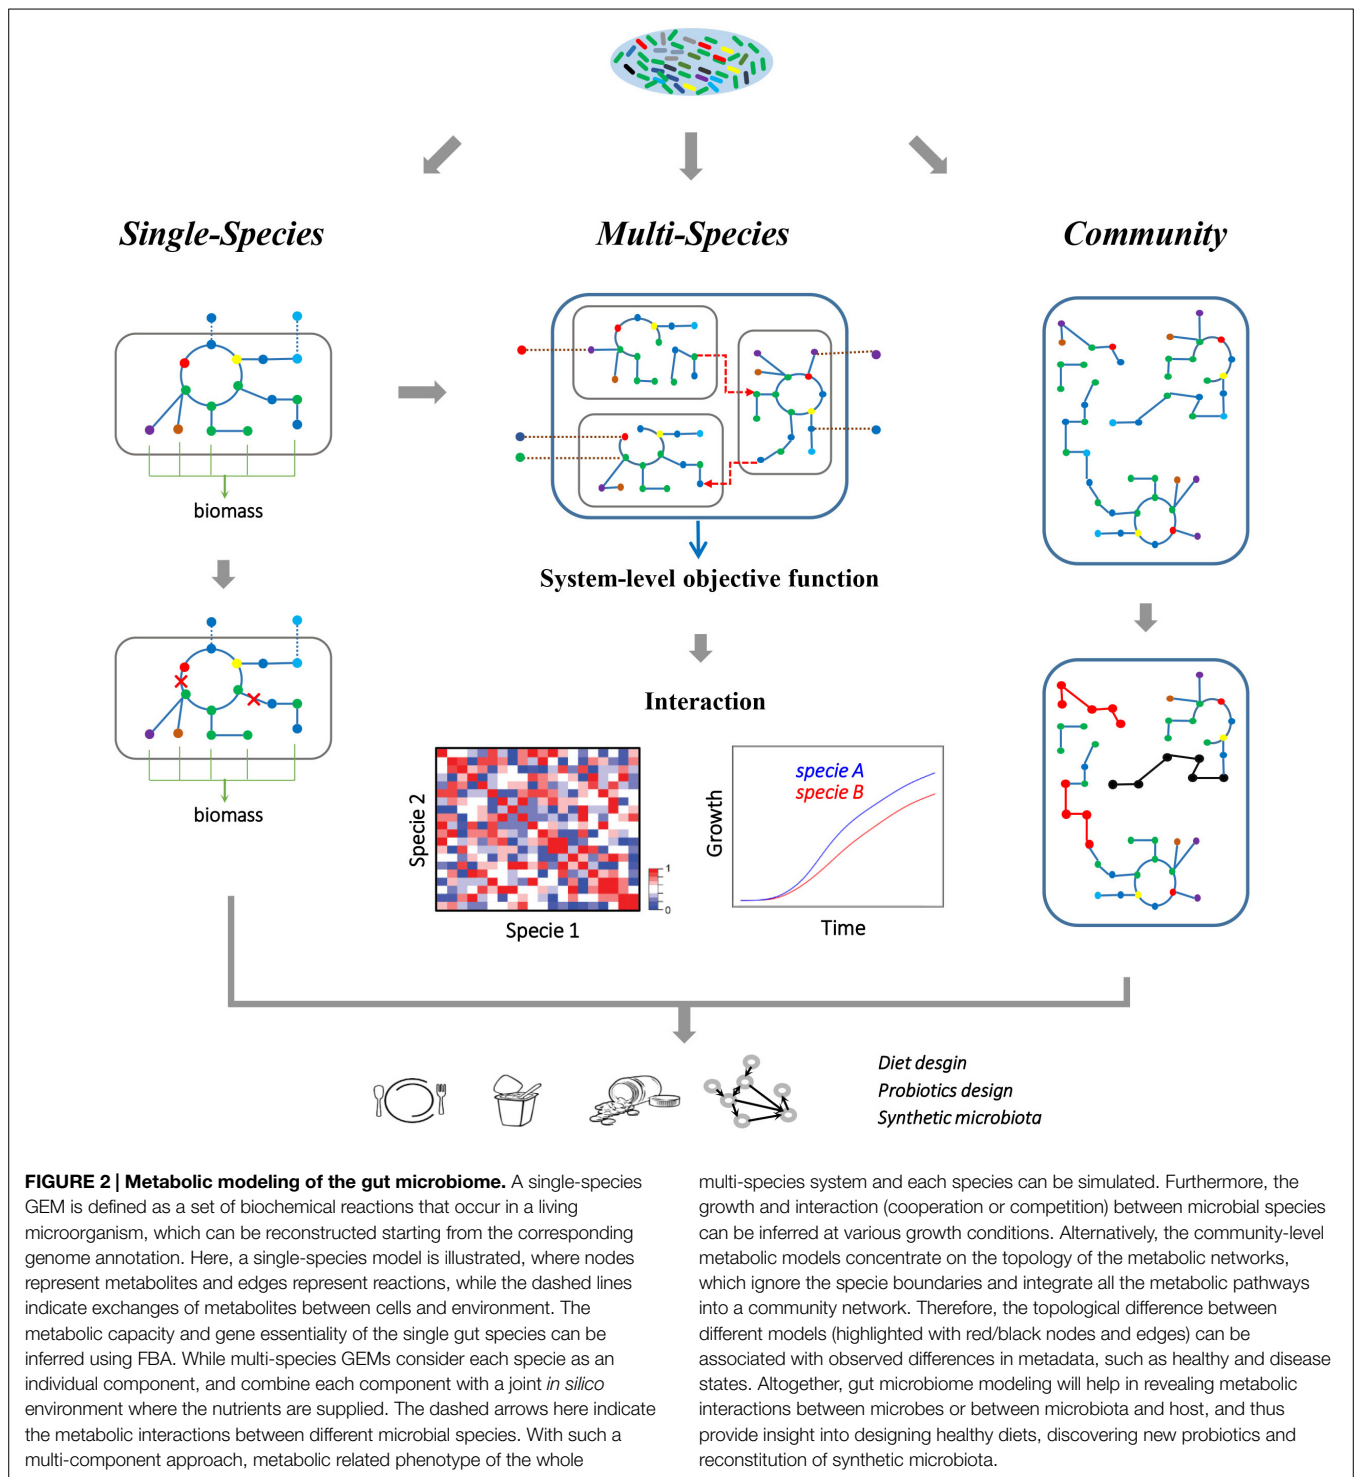 Single-Species
Multi-Species
Community
biomass
System-level objective function
Interaction
biomass
specie A
specie B
Specie 2
Growth
1
0
Specie 1
Time
Diet desgin
Probiotics design
Synthetic microbiota
FIGURE 2 | Metabolic modeling of the gut microbiome. A single-species
GEM is defined as a set of biochemical reactions that occur in a living
microorganism, which can be reconstructed starting from the corresponding
genome annotation. Here, a single-species model is illustrated, where nodes
represent metabolites and edges represent reactions, while the dashed lines
indicate exchanges of metabolites between cells and environment. The
metabolic capacity and gene essentiality of the single gut species can be
inferred using FBA. While multi-species GEMs consider each specie as an
individual component, and combine each component with a joint in silico
environment where the nutrients are supplied. The dashed arrows here indicate
the metabolic interactions between different microbial species. With such a
multi-component approach, metabolic related phenotype of the whole
multi-species system and each species can be simulated. Furthermore, the
growth and interaction (cooperation or competition) between microbial species
can be inferred at various growth conditions. Alternatively, the community-level
metabolic models concentrate on the topology of the metabolic networks,
which ignore the specie boundaries and integrate all the metabolic pathways
into a community network. Therefore, the topological difference between
different models (highlighted with red/black nodes and edges) can be
associated with observed differences in metadata, such as healthy and disease
states. Altogether, gut microbiome modeling will help in revealing metabolic
interactions between microbes or between microbiota and host, and thus
provide insight into designing healthy diets, discovering new probiotics and
reconstitution of synthetic microbiota.